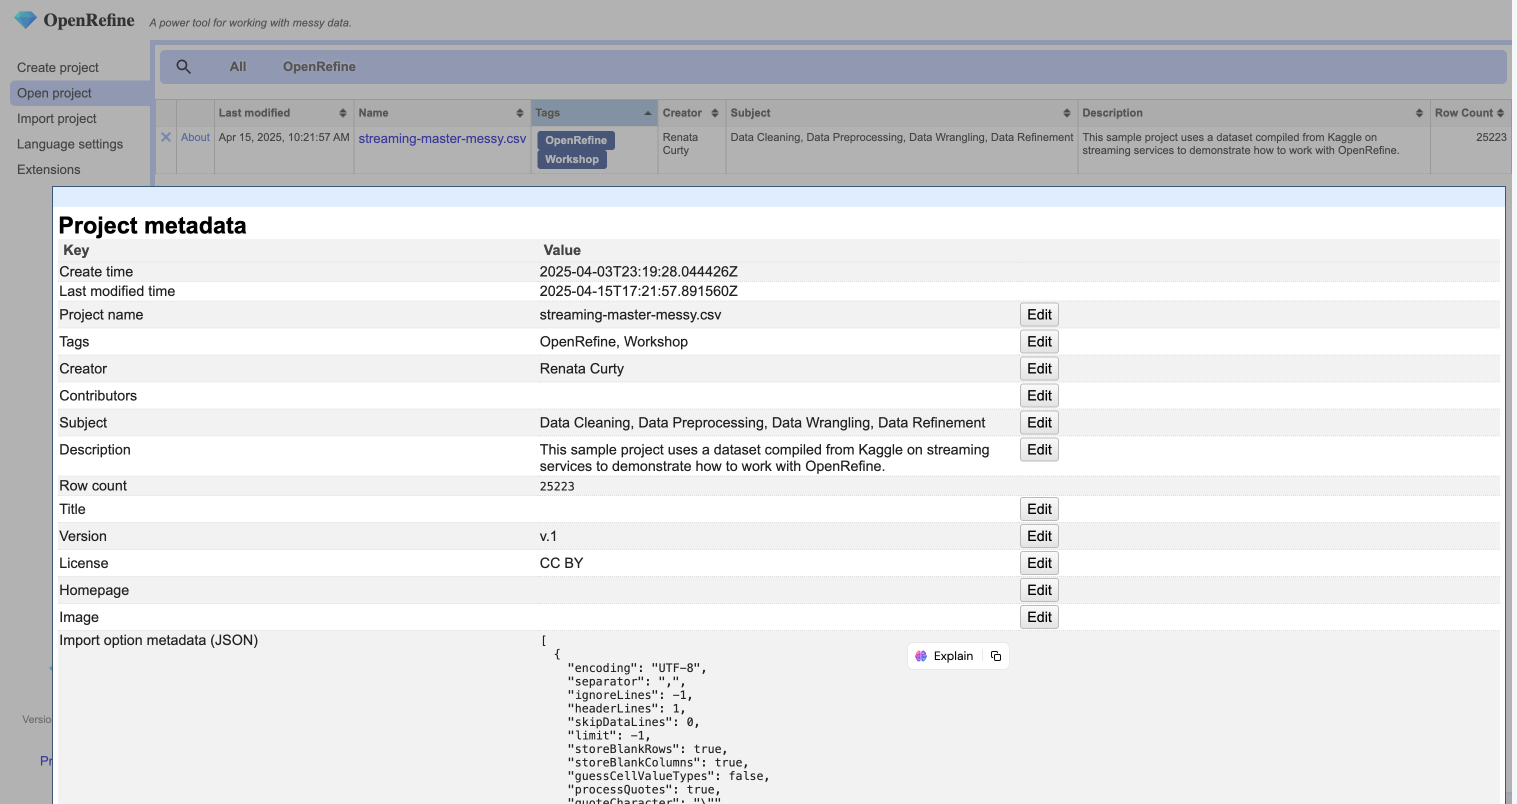 OpenRefine A power tool for working with messy data.
Create project
Open project
Import project
Language settings
Extensions
All OpenRefine
Last modified Name Tags Creator Subject Description Row Count
About Apr 15, 2025, 10:21:57 AM streaming-master-messy.csv OpenRefine Workshop Renata Curty Data Cleaning, Data Preprocessing, Data Wrangling, Data Refinement This sample project uses a dataset compiled from Kaggle on streaming services to demonstrate how to work with OpenRefine. 25223
Project metadata
Key Value
Create time 2025-04-03T23:19:28.044426Z
Last modified time 2025-04-15T17:21:57.891560Z
Project name streaming-master-messy.csv Edit
Tags OpenRefine, Workshop Edit
Creator Renata Curty Edit
Contributors Edit
Subject Data Cleaning, Data Preprocessing, Data Wrangling, Data Refinement Edit
Description This sample project uses a dataset compiled from Kaggle on streaming Edit
services to demonstrate how to work with OpenRefine.
Row count 25223
Title Edit
Version v.1 Edit
License CC BY Edit
Homepage Edit
Image Edit
Import option metadata (JSON) [
{ Explain
"encoding": "UTF-8",
"separator": ",",
"ignoreLines": -1,
"headerLines": 1,
"skipDataLines": 0,
"limit": -1,
"storeBlankRows": true,
"storeBlankColumns": true,
"guessCellValueTypes": false,
"processQuotes": true,
"quoteCharacter": "\""
Versio
Pr